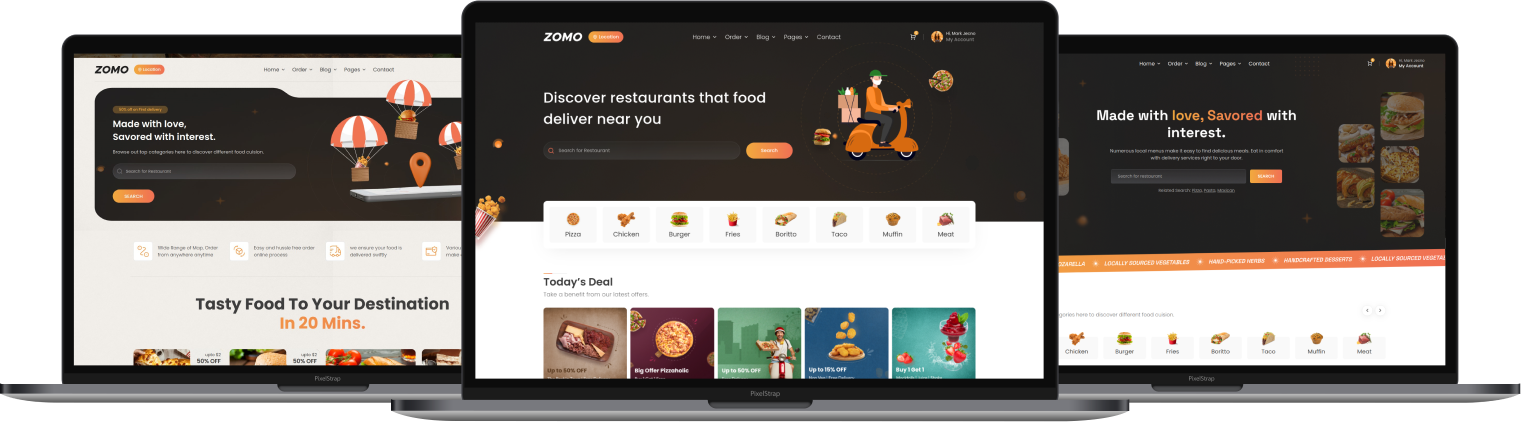 ZOMO
Location
Home
Order
Blog
Pages
Contact
50% off on first delivery
Made with love,
Savored with interest.
Browse out top categories here to discover different food cuision.
Search for Restaurant
SEARCH
Wide Range of Map, Order
from anywhere anytime
Easy and hussle free order
online process
we ensure your food is
delivered swiftly
Tasty Food To Your Destination
In 20 Mins.
upto $2
50% OFF
upto $2
50% OFF
PixelStrap
ZOMO
Location
Home
Order
Blog
Pages
Contact
Hi, Mark Jecno
My Account
Discover restaurants that food
deliver near you
Search for Restaurant
Search
Pizza
Chicken
Burger
Fries
Boritto
Taco
Muffin
Meat
Today's Deal
Take a benefit from our latest offers.
Up to 50% OFF
Big Offer Pizzaholic
Up to 50% OFF
Up to 15% OFF
Buy 1 Get 1
PixelStrap
Home
Order
Blog
Pages
Contact
Hi, Mark Jecno
My Account
Made with love, Savored with
interest.
Numerous local menus make it easy to find delicious meals. Eat in comfort
with delivery services right to your door.
Search for restaurant
SEARCH
Related Search: Pizza, Pasta, Mexican
LOCALLY SOURCED VEGETABLES
HAND-PICKED HERBS
HANDCRAFTED DESSERTS
LOCALLY SOURCED
here to discover different food cuision
Chicken
Burger
Fries
Boritto
Taco
Muffin
Meat
PixelStrap